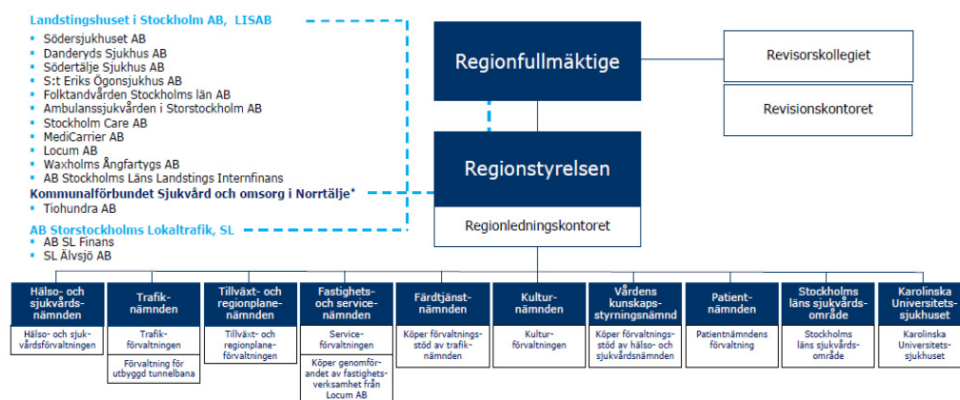 Landstingshuset i Stockholm AB, LISAB
▪ Södersjukhuset AB
▪ Danderyds Sjukhus AB
▪ Södertälje Sjukhus AB
▪ S:t Eriks Ögonsjukhus AB
▪ Folktandvården Stockholms län AB
▪ Ambulanssjukvården i Storstockholm AB
▪ Stockholm Care AB
▪ MediCarrier AB
▪ Locum AB
▪ Waxholms Ångfartygs AB
▪ AB Stockholms Läns Landstings Internfinans
Kommunalförbundet Sjukvård och omsorg i Norrtälje*
▪ Tiohundra AB
AB Storstockholms Lokaltrafik, SL
▪ AB SL Finans
▪ SL Älvsjö AB
Regionfullmäktige
Revisorskollegiet
Revisionskontoret
Regionstyrelsen
Regionledningskontoret
Hälso- och
sjukvårds-
nämnden
Hälso- och sjuk-
vårdsförvaltningen
Trafik-
nämnden
Trafik-
förvaltningen
Förvaltning för
utbyggd tunnelbana
Tillväxt- och
regionplane-
nämnden
Tillväxt- och
regionplane-
förvaltningen
Fastighets-
och service-
nämnden
Service-
förvaltningen
Köper genomför-
andet av fastighets-
verksamhet från
Locum AB
Färdtjänst-
nämnden
Köper förvaltnings-
stöd av trafik-
nämnden
Kultur-
nämnden
Kultur-
förvaltningen
Vårdens
kunskaps-
styrningsnämnd
Köper förvaltnings-
stöd av hälso- och
sjukvårdsnämnden
Patient-
nämnden
Patientnämndens
förvaltning
Stockholms
läns sjukvårds-
område
Stockholms
läns sjukvårds-
område
Karolinska
Universitets-
sjukhuset
Karolinska
Universitets-
sjukhuset